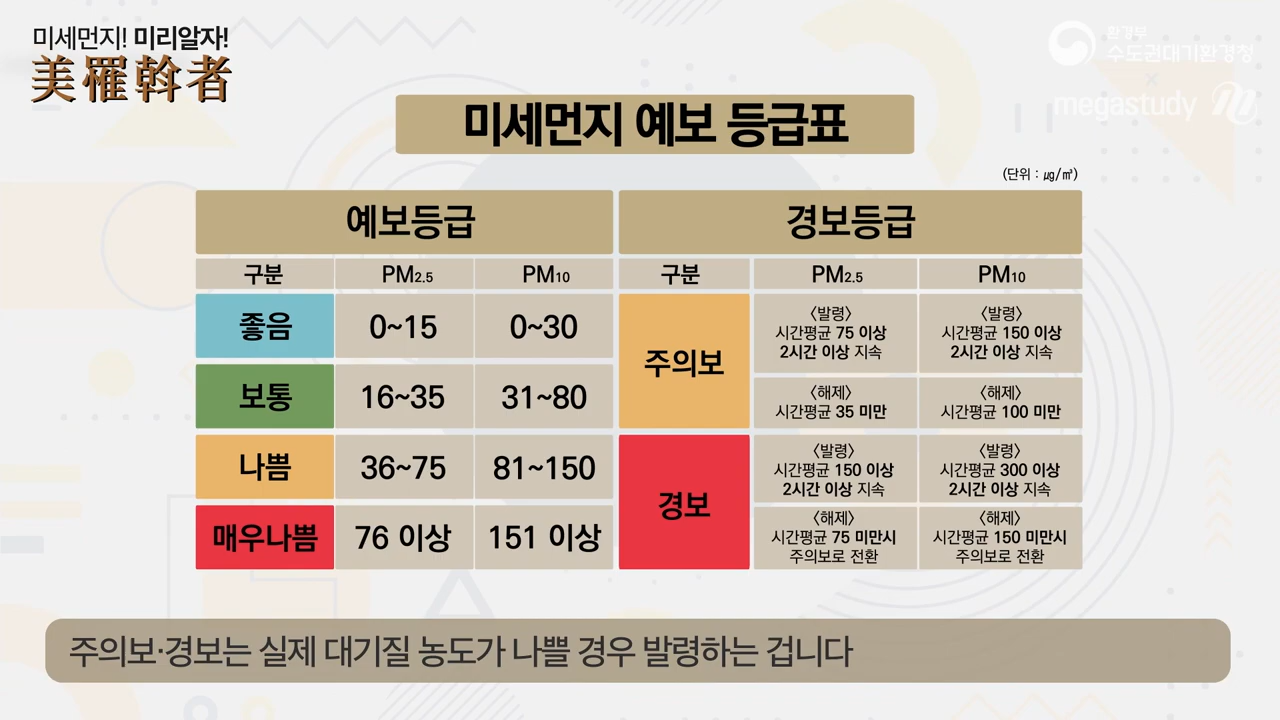 미세먼지! 미리알자!
美罹斡者
환경부
수도권대기환경청
megastudy
미세먼지 예보 등급표
(단위 : ㎍/㎥)
예보등급
경보등급
구분 PM2.5 PM10
구분 PM2.5 PM10
좋음 0~15 0~30
보통 16~35 31~80
나쁨 36~75 81~150
매우나쁨 76 이상 151 이상
주의보
〈발령〉
시간평균 75 이상
2시간 이상 지속
〈발령〉
시간평균 150 이상
2시간 이상 지속
〈해제〉
시간평균 35 미만
〈해제〉
시간평균 100 미만
경보
〈발령〉
시간평균 150 이상
2시간 이상 지속
〈발령〉
시간평균 300 이상
2시간 이상 지속
〈해제〉
시간평균 75 미만시
주의보로 전환
〈해제〉
시간평균 150 미만시
주의보로 전환
주의보·경보는 실제 대기질 농도가 나쁠 경우 발령하는 겁니다